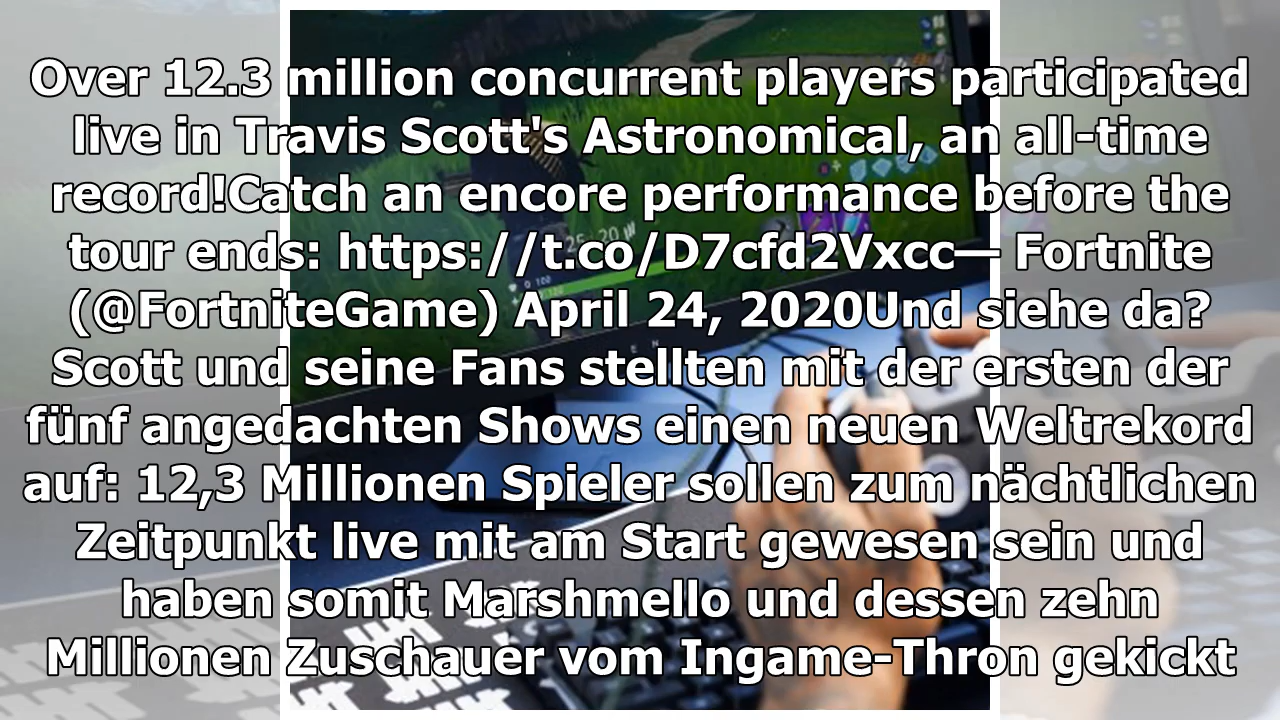 Over 12.3 million concurrent players participated
live in Travis Scott's Astronomical, an all-time
record!Catch an encore performance before the
tour ends: https://t.co/D7cfd2Vxcc— Fortnite
(@FortniteGame) April 24, 2020Und siehe da?
Scott und seine Fans stellten mit der ersten der
fünf angedachten Shows einen neuen Weltrekord
auf: 12,3 Millionen Spieler sollen zum nächtlichen
Zeitpunkt live mit am Start gewesen sein und
haben somit Marshmello und dessen zehn
Millionen Zuschauer vom Ingame-Thron gekickt